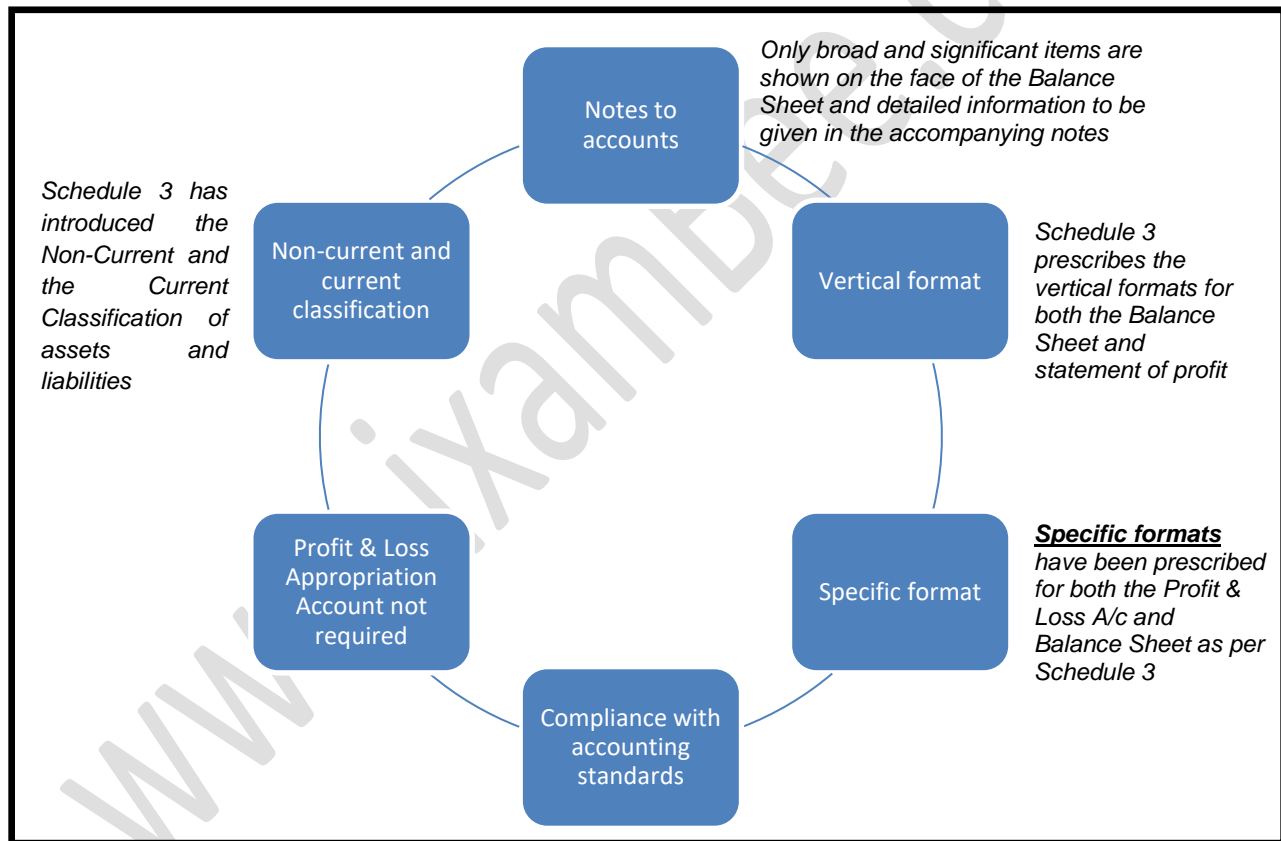 Notes to
accounts
Only broad and significant items are
shown on the face of the Balance
Sheet and detailed information to be
given in the accompanying notes
Vertical format
Schedule 3
prescribes the
vertical formats for
both the Balance
Sheet and
statement of profit
Specific format
Specific formats
have been prescribed
for both the Profit &
Loss A/c and
Balance Sheet as per
Schedule 3
Compliance with
accounting
standards
Profit & Loss
Appropriation
Account not
required
Non-current and
current
classification
Schedule 3 has
introduced the
Non-Current and
the Current
Classification of
assets and
liabilities
www.ixamBee.c